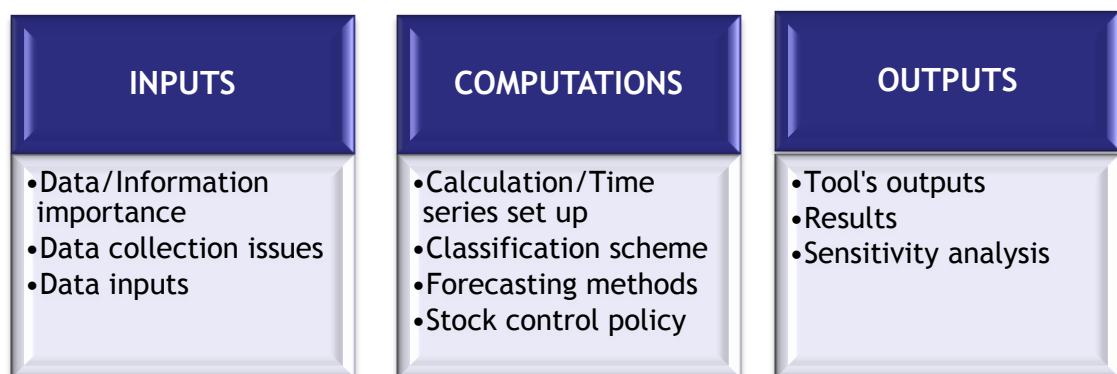 INPUTS
•Data/Information
importance
•Data collection issues
•Data inputs
COMPUTATIONS
•Calculation/Time
series set up
•Classification scheme
•Forecasting methods
•Stock control policy
OUTPUTS
•Tool's outputs
•Results
•Sensitivity analysis